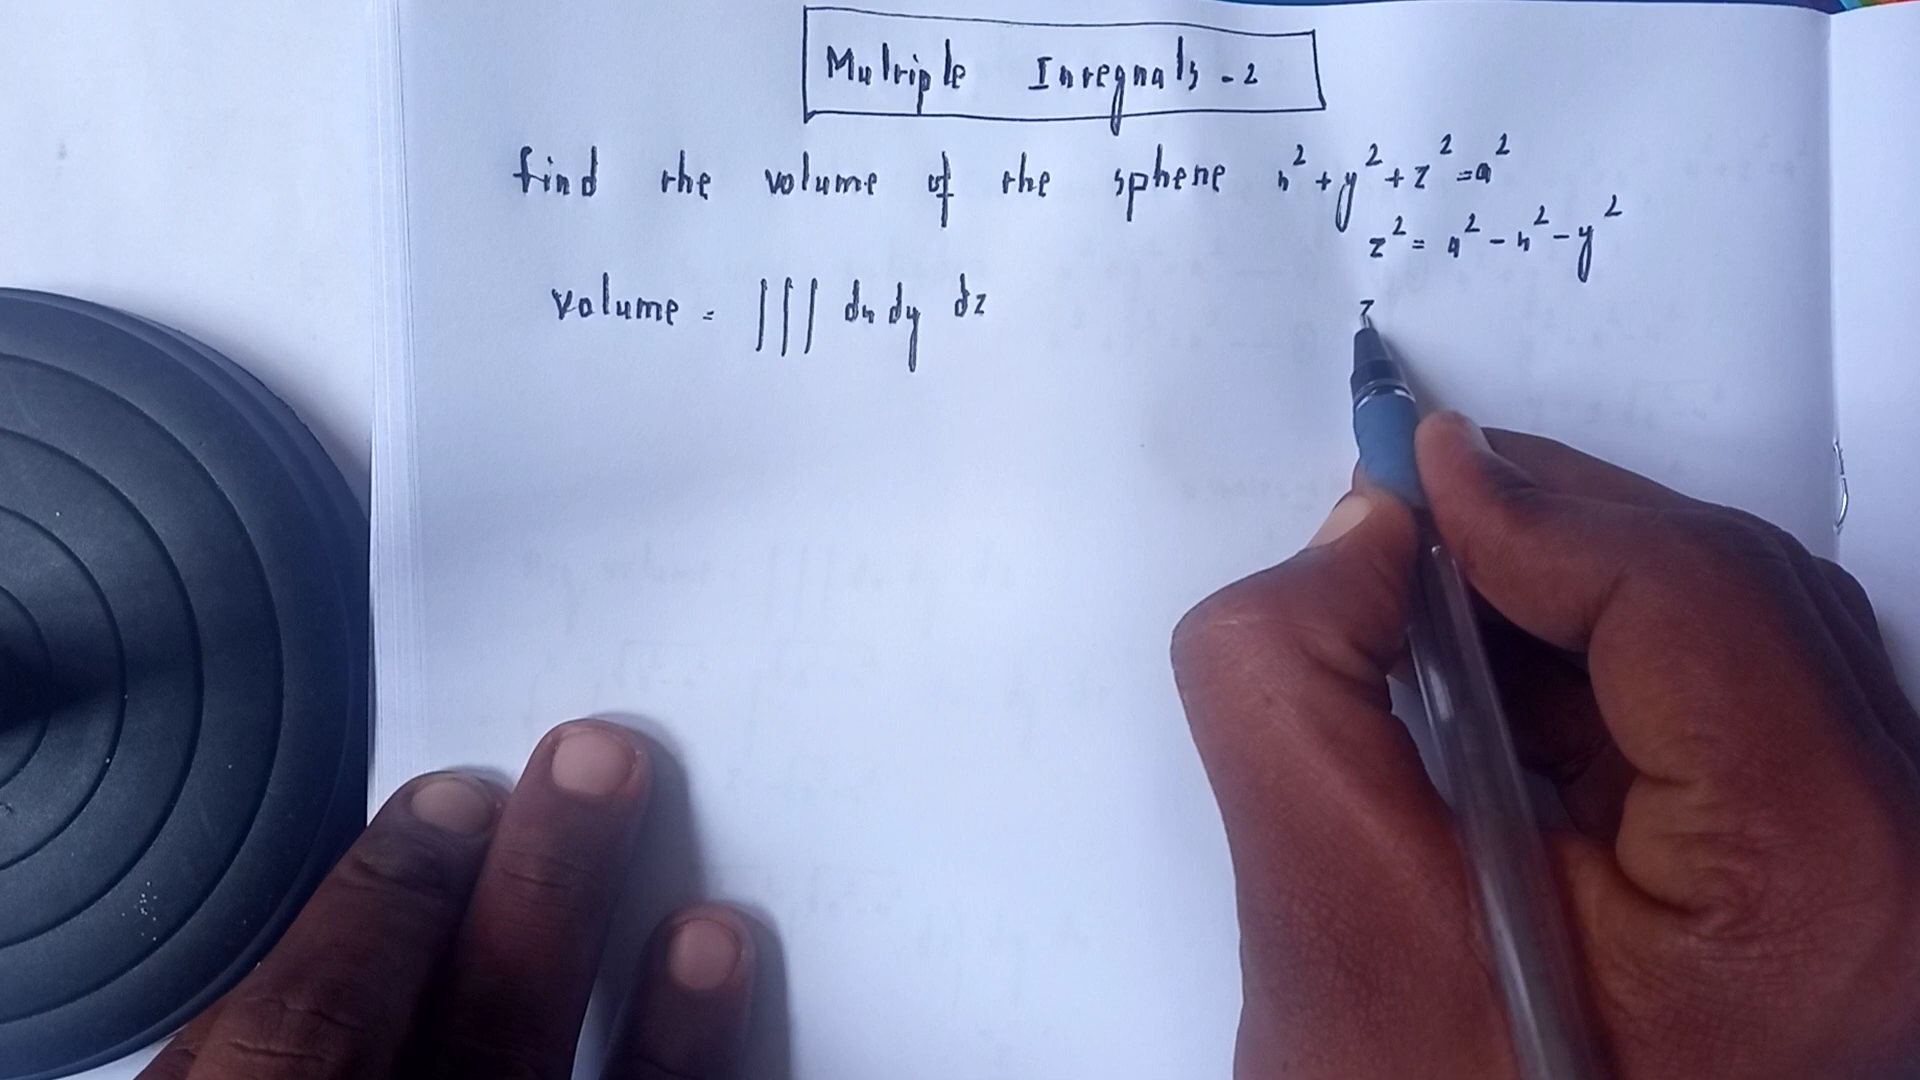 Multiple Integrals - 2
find the volume of the sphere x² + y² + z² = a²
z² = a² - x² - y²
volume = ∫∫∫ dx dy dz
z